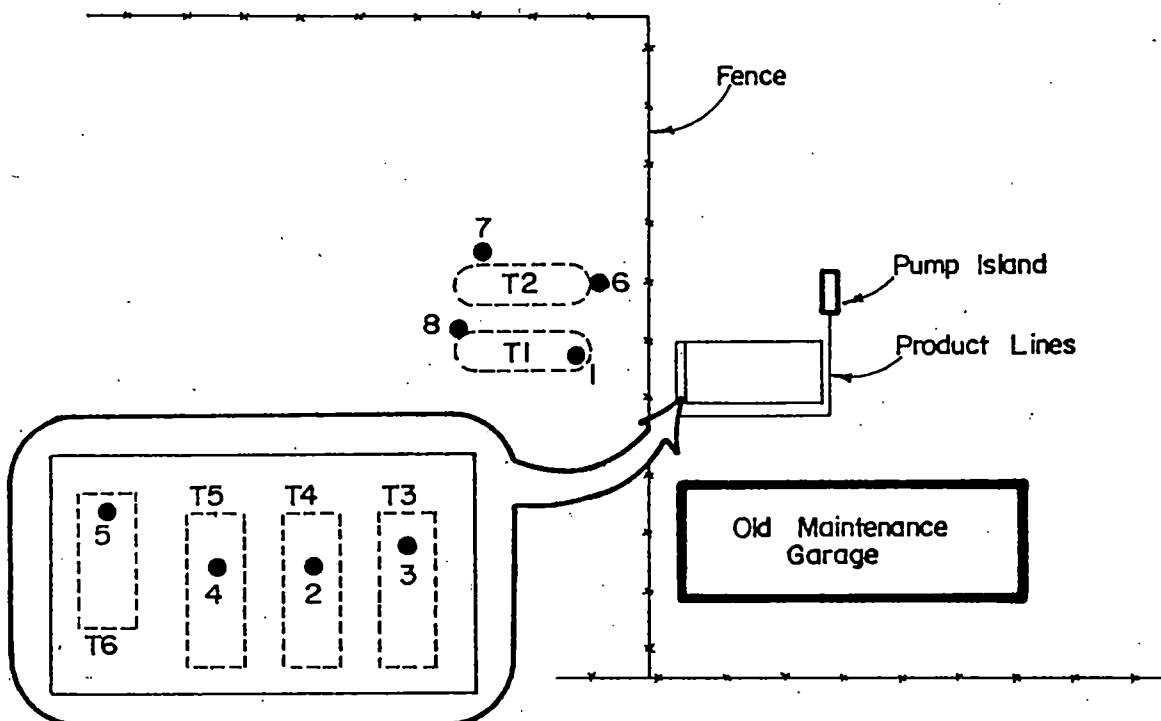 Fence
7
T2
6
Pump Island
8
T1
1
Product Lines
T5
T4
T3
5
4
2
3
T6
Old Maintenance
Garage